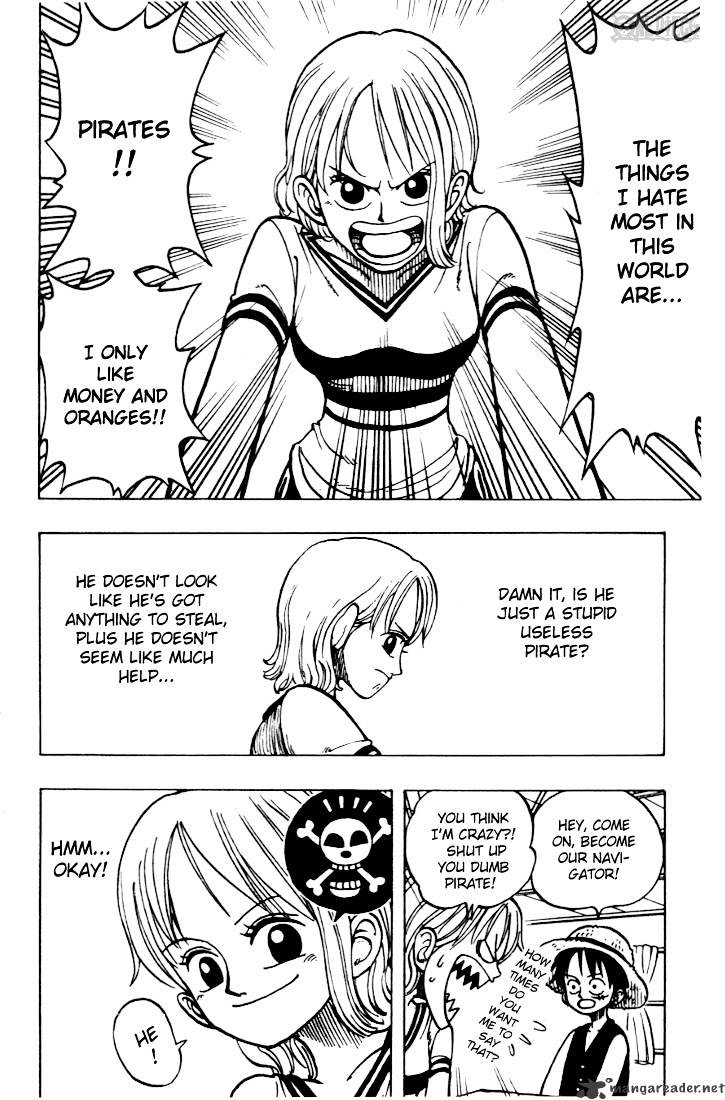 THE
THINGS
I HATE
MOST IN
THIS
WORLD
ARE...
PIRATES
!!
I ONLY
LIKE
MONEY AND
ORANGES!!
DAMN IT, IS HE
JUST A STUPID
USELESS
PIRATE?
HE DOESN'T LOOK
LIKE HE'S GOT
ANYTHING TO STEAL,
PLUS HE DOESN'T
SEEM LIKE MUCH
HELP...
HEY, COME
ON, BECOME
OUR NAVI-
GATOR!
YOU THINK
I'M CRAZY?!
SHUT UP
YOU DUMB
PIRATE!
HOW
MANY
TIMES
DO
YOU
WANT
ME TO
SAY
THAT?
HMM...
OKAY!
HE
!
mangareader.net